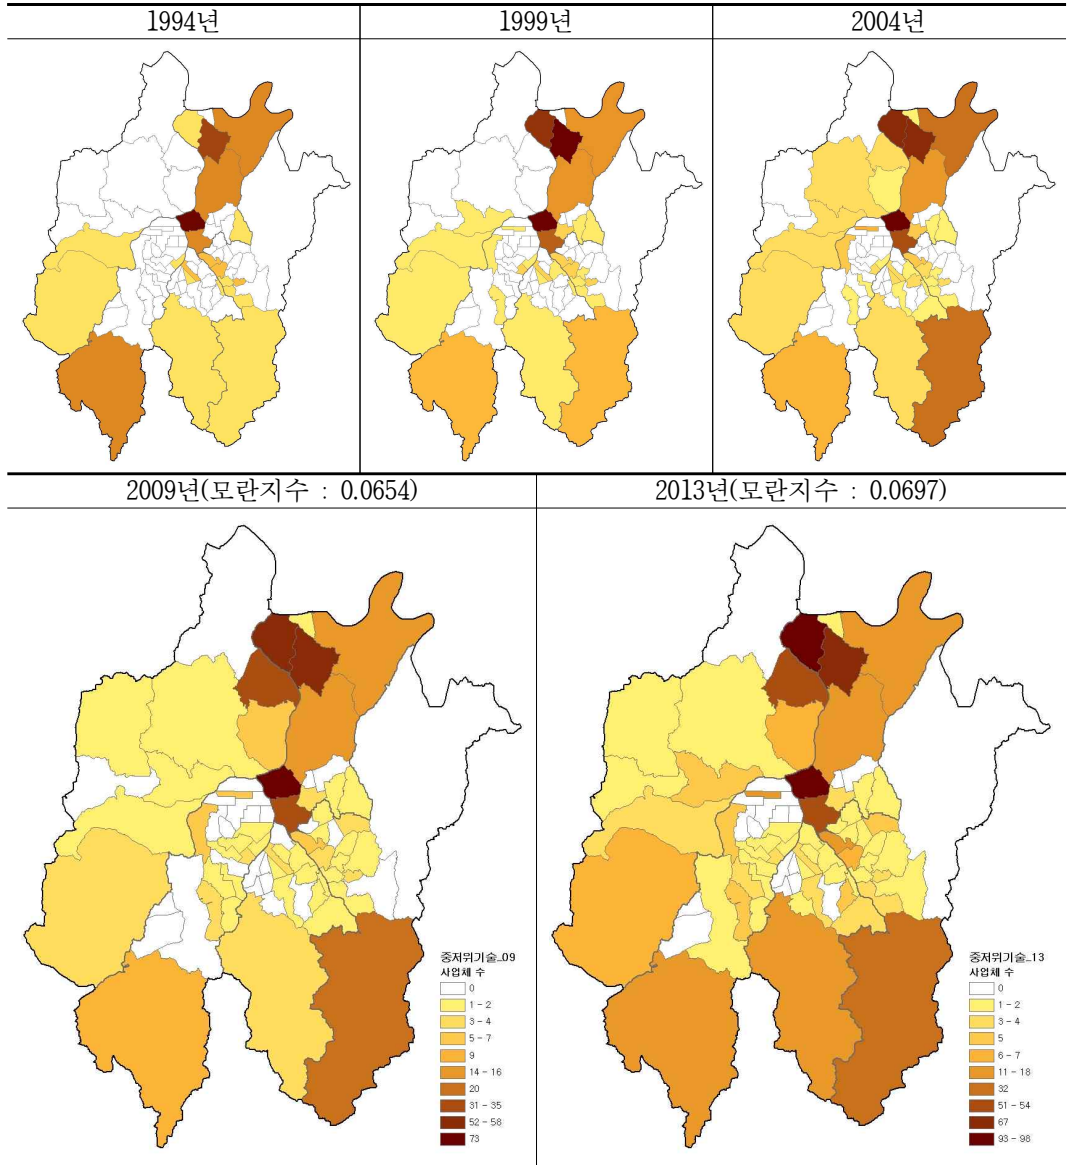 1994년
1999년
2004년
2009년(모란지수 : 0.0654)
2013년(모란지수 : 0.0697)
중저위기술_09
사업체 수
0
1 - 2
3 - 4
5 - 7
9
14 - 16
20
31 - 35
52 - 58
73
중저위기술_13
사업체 수
0
1 - 2
3 - 4
5
6 - 7
11 - 18
32
51 - 54
67
93 - 98